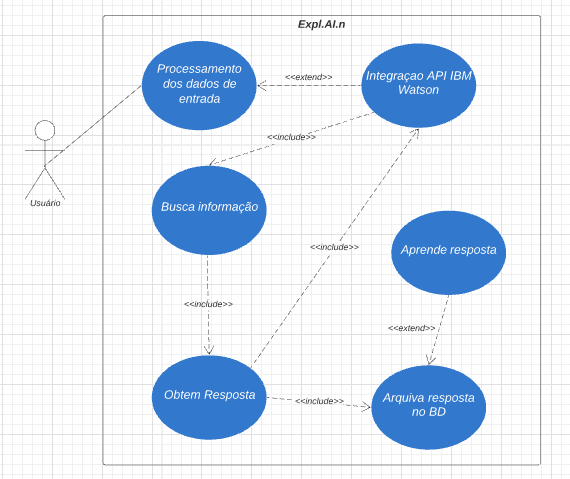 Expl.AI.n
Processamento
dos dados de
entrada
<<extend>>
Integraçao API IBM
Watson
<<include>>
Usuário
Busca informação
<<include>>
Aprende resposta
<<include>>
<<extend>>
Obtem Resposta
<<include>>
Arquiva resposta
no BD